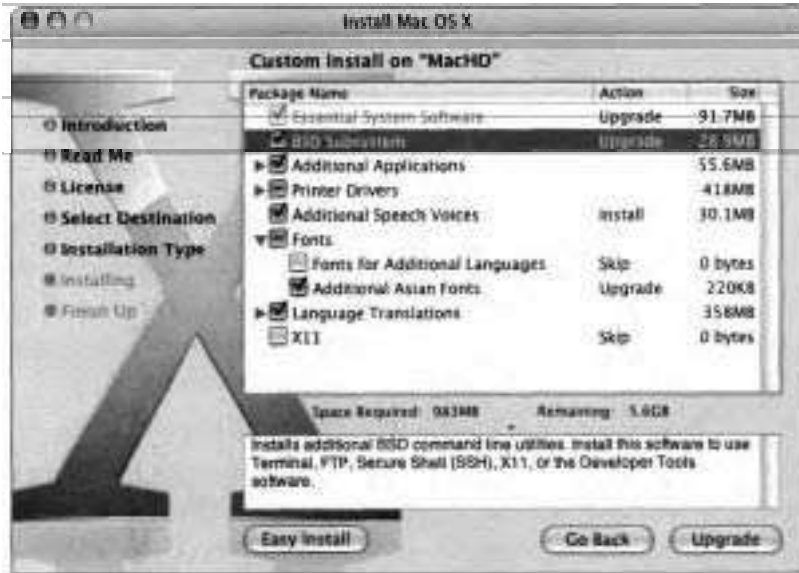 Install Mac OS X
Custom Install on "MacHD"
Package Name Action Size
Essential System Software Upgrade 91.7MB
BSD Subsystem Upgrade 28.9MB
Additional Applications 55.6MB
Printer Drivers 418MB
Additional Speech Voices Install 30.1MB
Fonts
Fonts for Additional Languages Skip 0 bytes
Additional Asian Fonts Upgrade 220KB
Language Translations 358MB
X11 Skip 0 bytes
Introduction
Read Me
License
Select Destination
Installation Type
Installing
Finish Up
Space Required: 983MB Remaining: 5.6GB
Installs additional BSD command line utilities. Install this software to use
Terminal, FTP, Secure Shell (SSH), X11, or the Developer Tools
software.
Easy Install
Go Back
Upgrade